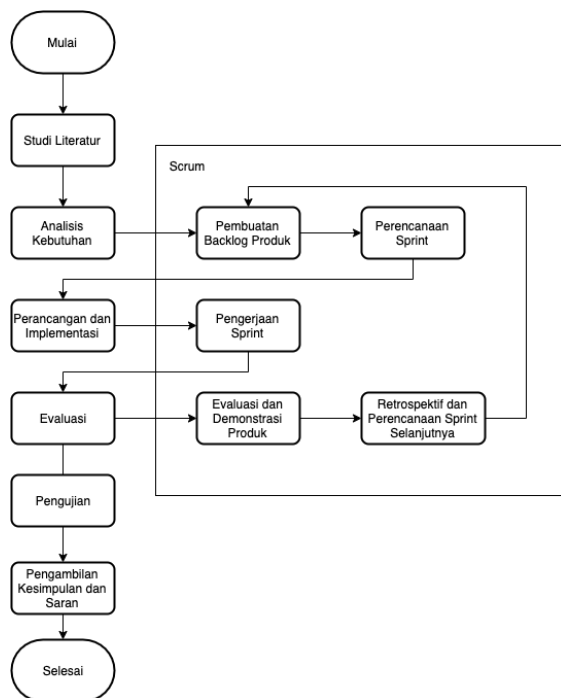 Mulai
Studi Literatur
Scrum
Analisis
Kebutuhan
Pembuatan
Backlog Produk
Perencanaan
Sprint
Perancangan dan
Implementasi
Pengerjaan
Sprint
Evaluasi
Evaluasi dan
Demonstrasi
Produk
Retrospektif dan
Perencanaan Sprint
Selanjutnya
Pengujian
Pengambilan
Kesimpulan dan
Saran
Selesai